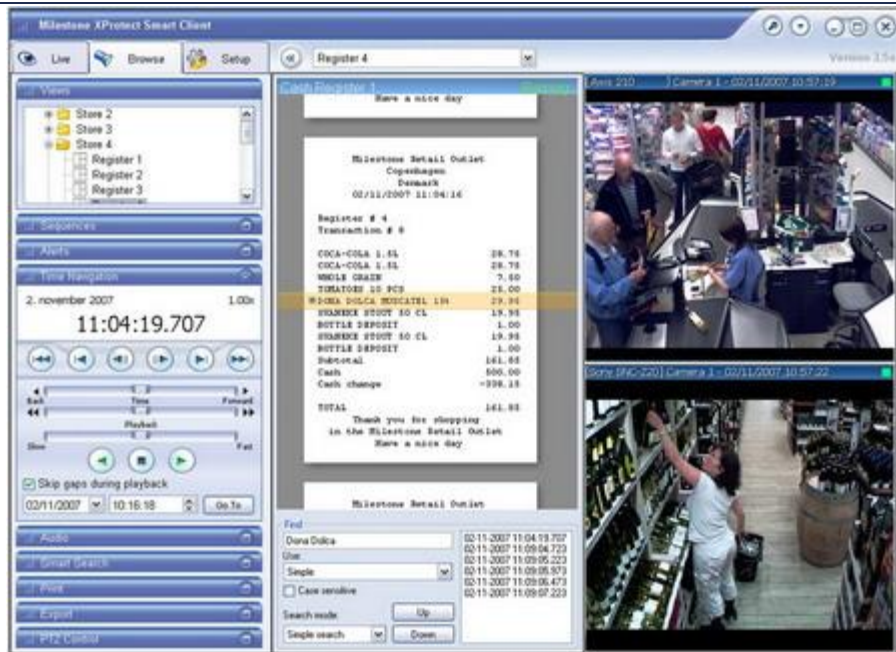 Milestone XProtect Smart Client
Live
Browse
Setup
Register 4
Views
Store 2
Store 3
Store 4
Register 1
Register 2
Register 3
Sequences
Alerts
Time Navigation
2. november 2007 1.00x
11:04:19.707
Back Time Forward
Playback
Slow Fast
Skip gaps during playback
02/11/2007 10:16:18 Go To
Audio
Smart Search
Print
Export
PTZ Control
Cash Register 1
Have a nice day
Milestone Retail Outlet
Copenhagen
Denmark
02/11/2007 11:04:16
Register # 4
Transaction # 8
COCA-COLA 1.5L 28.75
COCA-COLA 1.5L 28.75
WHOLE GRAIN 7.50
TOMATOES 10 PCS 25.00
DONA DOLCA MOSCATEL 15% 29.95
STOUT 50 CL 19.95
BOTTLE DEPOSIT 1.00
STOUT 50 CL 19.95
BOTTLE DEPOSIT 1.00
Subtotal 161.85
Cash 500.00
Cash change -338.15
TOTAL 161.85
Thank you for shopping
in the Milestone Retail Outlet
Have a nice day
Milestone Retail Outlet
Find
Dona Dolca
Use:
Simple
Case sensitive
Search mode:
Simple search
Up
Down
02-11-2007 11:04:19.707
02-11-2007 11:09:04.723
02-11-2007 11:09:05.223
02-11-2007 11:09:05.973
02-11-2007 11:09:06.473
02-11-2007 11:09:07.223
[Axis 210 ] Camera 1 - 02/11/2007 10:57:19
[Sony SNC-Z20] Camera 1 - 02/11/2007 10:57:22